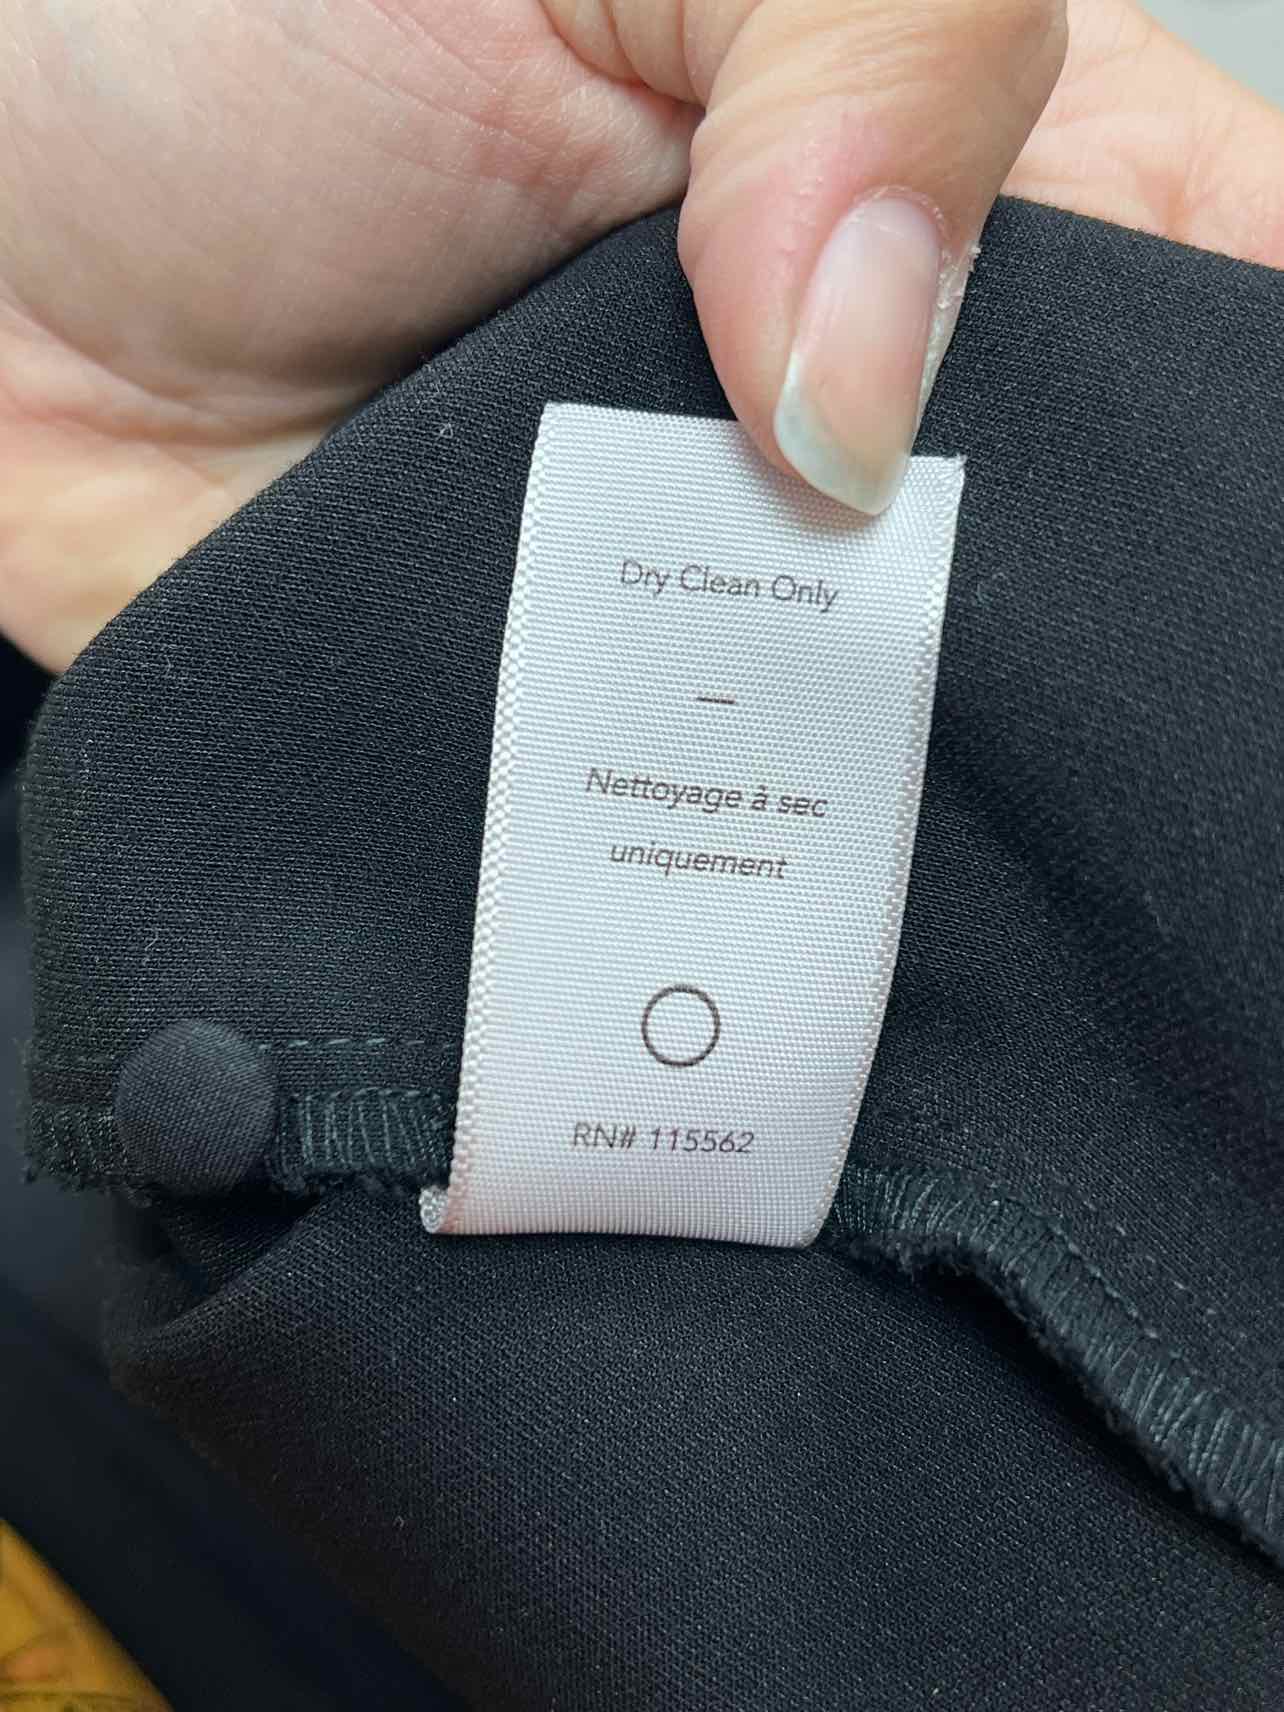 Dry Clean Only
—
Nettoyage à sec
uniquement
RN# 115562